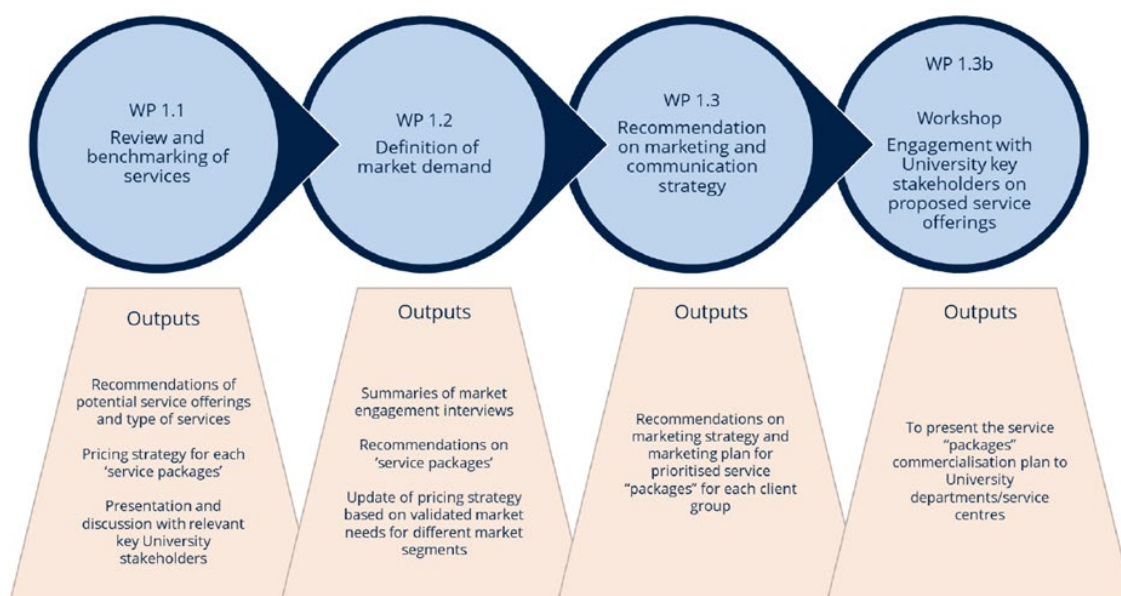 WP 1.1
Review and
benchmarking of
services
WP 1.2
Definition of
market demand
WP 1.3
Recommendation
on marketing and
communication
strategy
WP 1.3b
Workshop
Engagement with
University key
stakeholders on
proposed service
offerings
Outputs
Recommendations of
potential service offerings
and type of services
Pricing strategy for each
‘service packages’
Presentation and
discussion with relevant
key University
stakeholders
Outputs
Summaries of market
engagement interviews
Recommendations on
‘service packages’
Update of pricing strategy
based on validated market
needs for different market
segments
Outputs
Recommendations on
marketing strategy and
marketing plan for
prioritised service
“packages” for each client
group
Outputs
To present the service
“packages”
commercialisation plan to
University
departments/service
centres